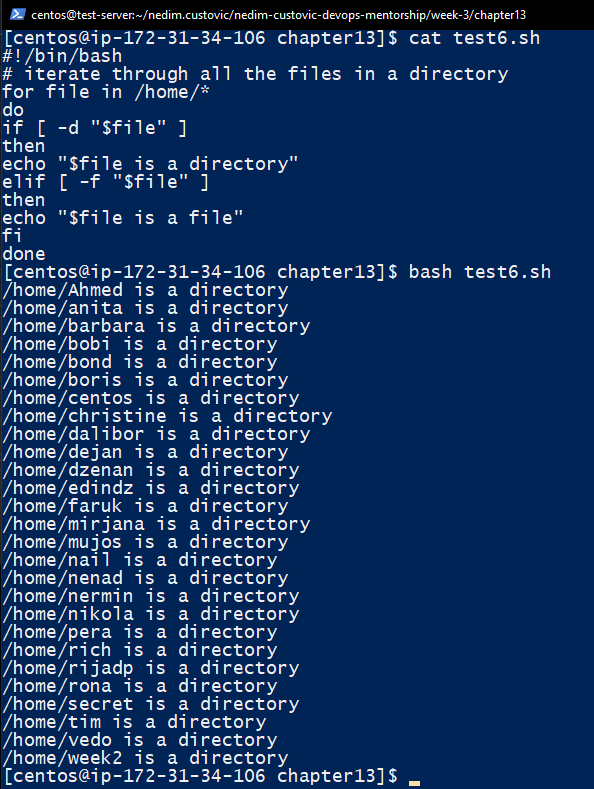 centos@test-server:~/nedim.custovic/nedim-custovic-devops-mentorship/week-3/chapter13
[centos@ip-172-31-34-106 chapter13]$ cat test6.sh
#!/bin/bash
# iterate through all the files in a directory
for file in /home/*
do
if [ -d "$file" ]
then
echo "$file is a directory"
elif [ -f "$file" ]
then
echo "$file is a file"
fi
done
[centos@ip-172-31-34-106 chapter13]$ bash test6.sh
/home/Ahmed is a directory
/home/anita is a directory
/home/barbara is a directory
/home/bobi is a directory
/home/bond is a directory
/home/boris is a directory
/home/centos is a directory
/home/christine is a directory
/home/dalibor is a directory
/home/dejan is a directory
/home/dzenan is a directory
/home/edindz is a directory
/home/faruk is a directory
/home/mirjana is a directory
/home/mujos is a directory
/home/nail is a directory
/home/nenad is a directory
/home/nermin is a directory
/home/nikola is a directory
/home/pera is a directory
/home/rich is a directory
/home/rijadp is a directory
/home/rona is a directory
/home/secret is a directory
/home/tim is a directory
/home/vedo is a directory
/home/week2 is a directory
[centos@ip-172-31-34-106 chapter13]$